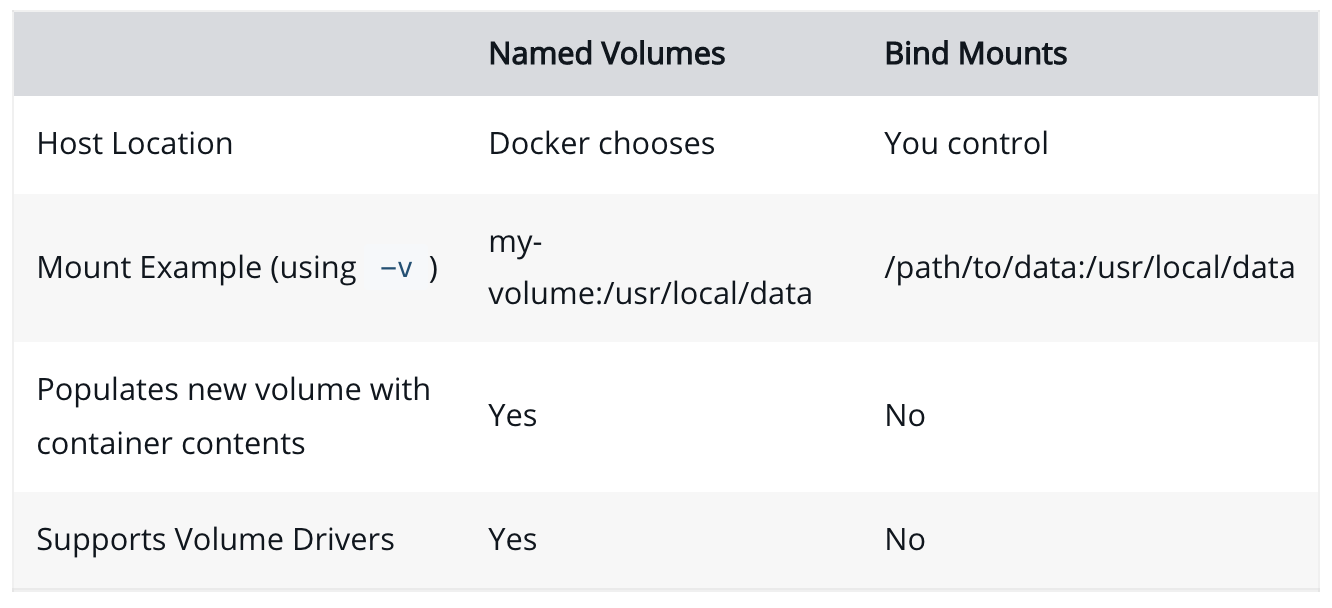 Named Volumes Bind Mounts
Host Location Docker chooses You control
Mount Example (using -v ) my-
volume:/usr/local/data /path/to/data:/usr/local/data
Populates new volume with
container contents Yes No
Supports Volume Drivers Yes No